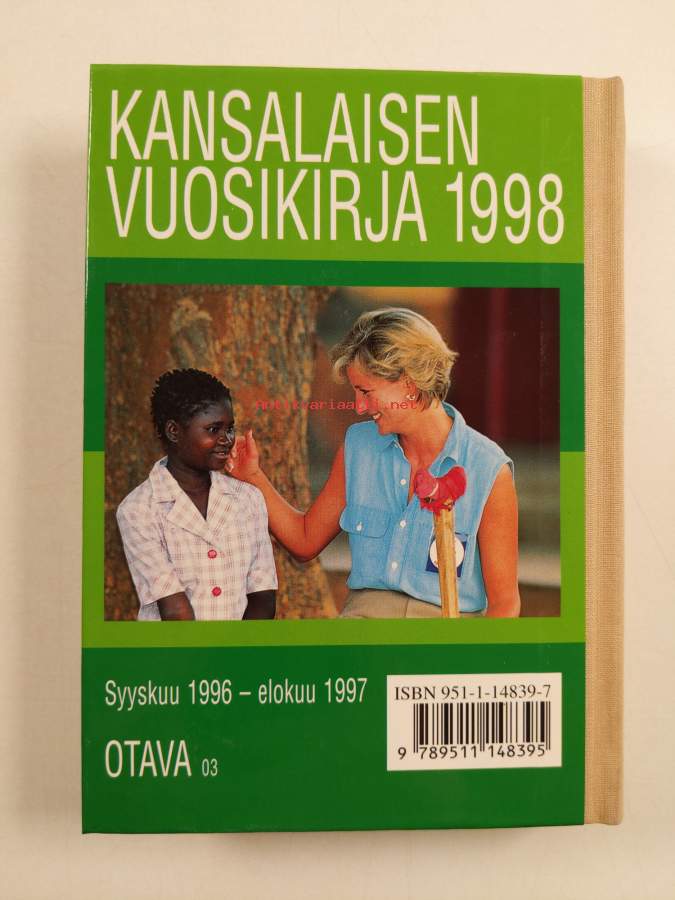 KANSALAISEN
VUOSIKIRJA 1998
Antikvariaatti.net
Syyskuu 1996 – elokuu 1997
ISBN 951-1-14839-7
9 789511 148395
OTAVA 03